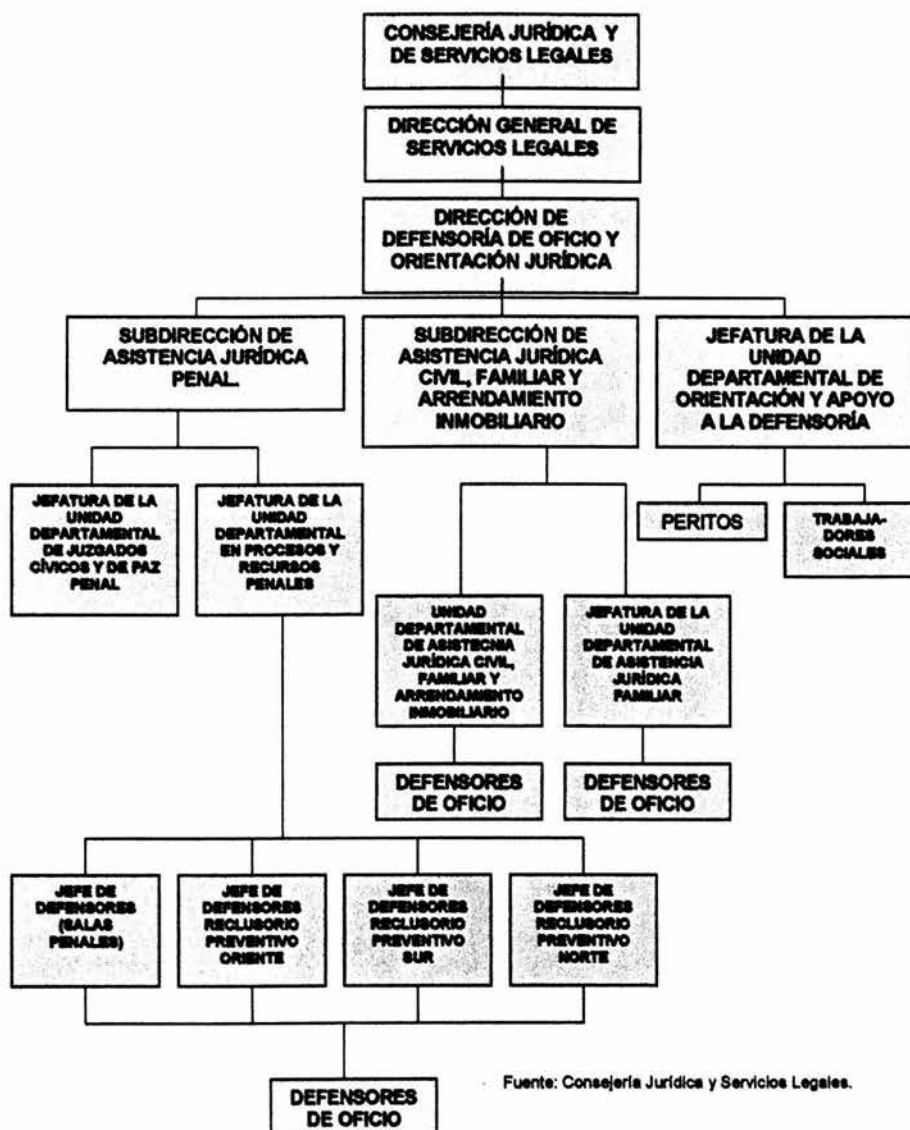 CONSEJERÍA JURÍDICA Y
DE SERVICIOS LEGALES
DIRECCIÓN GENERAL DE
SERVICIOS LEGALES
DIRECCIÓN DE
DEFENSORÍA DE OFICIO Y
ORIENTACIÓN JURÍDICA
SUBDIRECCIÓN DE
ASISTENCIA JURÍDICA
PENAL.
SUBDIRECCIÓN DE
ASISTENCIA JURÍDICA
CIVIL, FAMILIAR Y
ARRENDAMIENTO
INMOBILIARIO
JEFATURA DE LA
UNIDAD
DEPARTAMENTAL DE
ORIENTACIÓN Y APOYO
A LA DEFENSORÍA
JEFATURA DE LA
UNIDAD
DEPARTAMENTAL
DE JUZGADOS
CÍVICOS Y DE PAZ
PENAL
JEFATURA DE LA
UNIDAD
DEPARTAMENTAL
EN PROCESOS Y
RECURSOS
PENALES
PERITOS
TRABAJA-
DORES
SOCIALES
UNIDAD
DEPARTAMENTAL
DE ASISTECNIA
JURÍDICA CIVIL,
FAMILIAR Y
ARRENDAMIENTO
INMOBILIARIO
JEFATURA DE LA
UNIDAD
DEPARTAMENTAL
DE ASISTENCIA
JURÍDICA
FAMILIAR
DEFENSORES
DE OFICIO
DEFENSORES
DE OFICIO
JEFE DE
DEFENSORES
(SALAS
PENALES)
JEFE DE
DEFENSORES
RECLUSORIO
PREVENTIVO
ORIENTE
JEFE DE
DEFENSORES
RECLUSORIO
PREVENTIVO
SUR
JEFE DE
DEFENSORES
RECLUSORIO
PREVENTIVO
NORTE
DEFENSORES
DE OFICIO
Fuente: Consejería Jurídica y Servicios Legales.